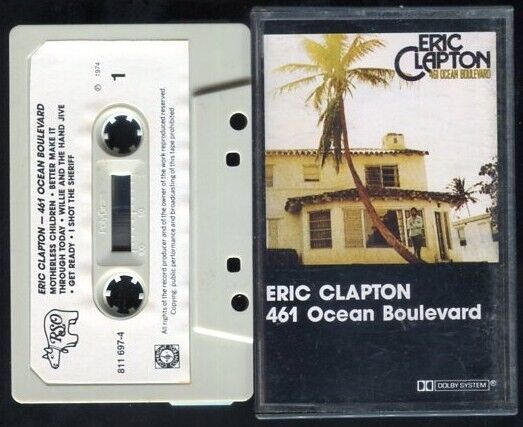 ERIC CLAPTON — 461 OCEAN BOULEVARD
MOTHERLESS CHILDREN • BETTER MAKE IT
THROUGH TODAY • WILLIE AND THE HAND JIVE
• GET READY • I SHOT THE SHERIFF
℗ 1974
1
RSO
811 697-4
All rights of the record producer and of the owner of the work reproduced reserved.
Copying, public performance and broadcasting of this tape prohibited
ERIC
CLAPTON
461 OCEAN BOULEVARD
ERIC CLAPTON
461 Ocean Boulevard
DOLBY SYSTEM®